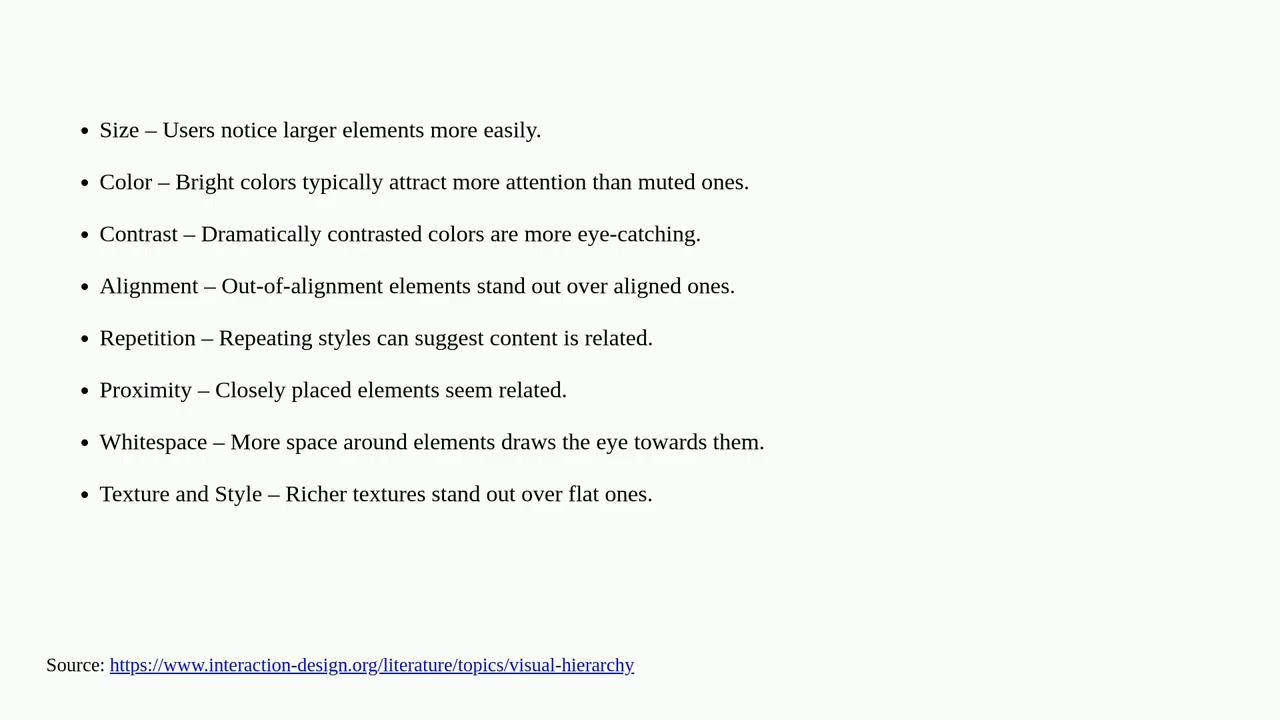 • Size – Users notice larger elements more easily.
• Color – Bright colors typically attract more attention than muted ones.
• Contrast – Dramatically contrasted colors are more eye-catching.
• Alignment – Out-of-alignment elements stand out over aligned ones.
• Repetition – Repeating styles can suggest content is related.
• Proximity – Closely placed elements seem related.
• Whitespace – More space around elements draws the eye towards them.
• Texture and Style – Richer textures stand out over flat ones.
Source: https://www.interaction-design.org/literature/topics/visual-hierarchy